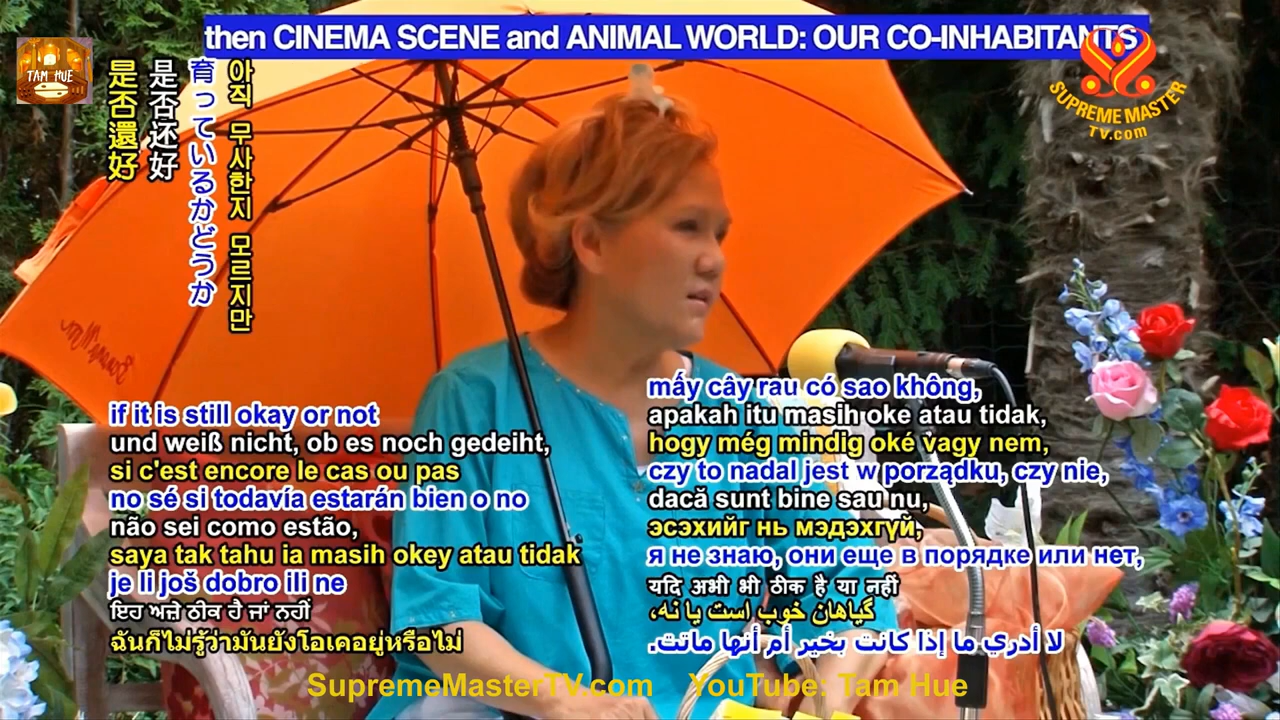 then CINEMA SCENE and ANIMAL WORLD: OUR CO-INHABITANTS
TAM HUE
SUPREME MASTER
TV.com
是否還好
是否还好
育っているかどうか
아직 무사한지 모르지만
if it is still okay or not
und weiß nicht, ob es noch gedeiht,
si c'est encore le cas ou pas
no sé si todavía estarán bien o no
não sei como estão,
saya tak tahu ia masih okey atau tidak
je li još dobro ili ne
ਇਹ ਅਜੇ ਠੀਕ ਹੈ ਜਾਂ ਨਹੀਂ
ฉันก็ไม่รู้ว่ามันยังโอเคอยู่หรือไม่
mấy cây rau có sao không,
apakah itu masih oke atau tidak,
hogy még mindig oké vagy nem,
czy to nadal jest w porządku, czy nie,
dacă sunt bine sau nu,
эсэхийг нь мэдэхгүй,
я не знаю, они еще в порядке или нет,
यदि अभी भी ठीक है या नहीं
گیاهان خوب است یا نه،
لا أدري ما إذا كانت بخير أم أنها ماتت.
SupremeMasterTV.com YouTube: Tam Hue